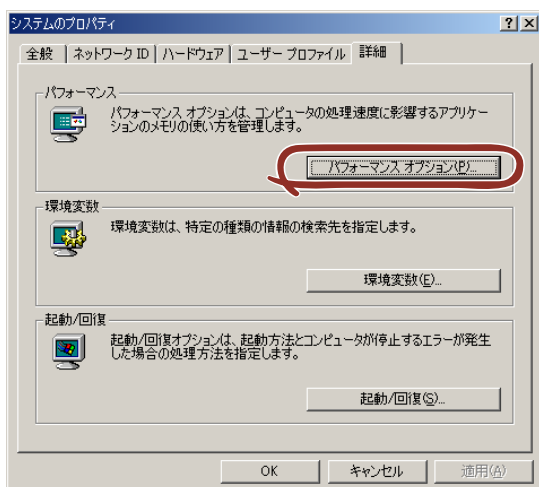 システムのプロパティ
全般 ネットワーク ID ハードウェア ユーザー プロファイル 詳細
パフォーマンス
パフォーマンス オプションは、コンピュータの処理速度に影響するアプリケー
ションのメモリの使い方を管理します。
パフォーマンス オプション(P)...
環境変数
環境変数は、特定の種類の情報の検索先を指定します。
環境変数(E)...
起動/回復
起動/回復オプションは、起動方法とコンピュータが停止するエラーが発生
した場合の処理方法を指定します。
起動/回復(S)...
OK キャンセル 適用(A)